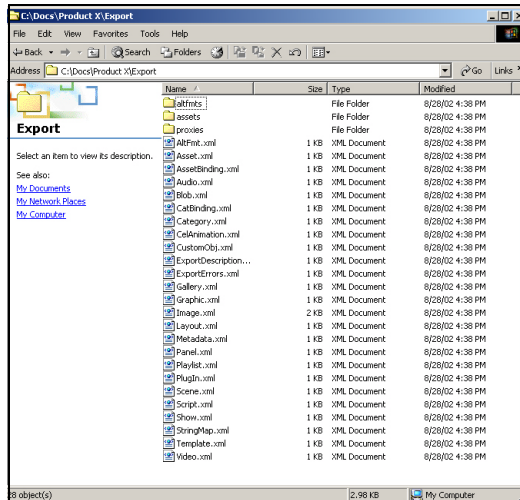 C:\Docs\Product X\Export
File Edit View Favorites Tools Help
Back Search Folders
Address C:\Docs\Product X\Export Go Links
Name Size Type Modified
altfmts File Folder 8/28/02 4:38 PM
assets File Folder 8/28/02 4:38 PM
proxies File Folder 8/28/02 4:38 PM
Export
AltFmt.xml 1 KB XML Document 8/28/02 4:38 PM
Select an item to view its description.
Asset.xml 1 KB XML Document 8/28/02 4:38 PM
AssetBinding.xml 1 KB XML Document 8/28/02 4:38 PM
See also:
Audio.xml 1 KB XML Document 8/28/02 4:38 PM
My Documents
Blob.xml 1 KB XML Document 8/28/02 4:38 PM
My Network Places
CatBinding.xml 1 KB XML Document 8/28/02 4:38 PM
My Computer
Category.xml 1 KB XML Document 8/28/02 4:38 PM
CelAnimation.xml 1 KB XML Document 8/28/02 4:38 PM
CustomObj.xml 1 KB XML Document 8/28/02 4:38 PM
ExportDescription... 1 KB XML Document 8/28/02 4:38 PM
ExportErrors.xml 1 KB XML Document 8/28/02 4:38 PM
Gallery.xml 1 KB XML Document 8/28/02 4:38 PM
Graphic.xml 1 KB XML Document 8/28/02 4:38 PM
Image.xml 2 KB XML Document 8/28/02 4:38 PM
Layout.xml 1 KB XML Document 8/28/02 4:38 PM
Metadata.xml 1 KB XML Document 8/28/02 4:38 PM
Panel.xml 1 KB XML Document 8/28/02 4:38 PM
Playlist.xml 1 KB XML Document 8/28/02 4:38 PM
PlugIn.xml 1 KB XML Document 8/28/02 4:38 PM
Scene.xml 1 KB XML Document 8/28/02 4:38 PM
Script.xml 1 KB XML Document 8/28/02 4:38 PM
Show.xml 1 KB XML Document 8/28/02 4:38 PM
StringMap.xml 1 KB XML Document 8/28/02 4:38 PM
Template.xml 1 KB XML Document 8/28/02 4:38 PM
Video.xml 1 KB XML Document 8/28/02 4:38 PM
28 object(s) 2.98 KB My Computer